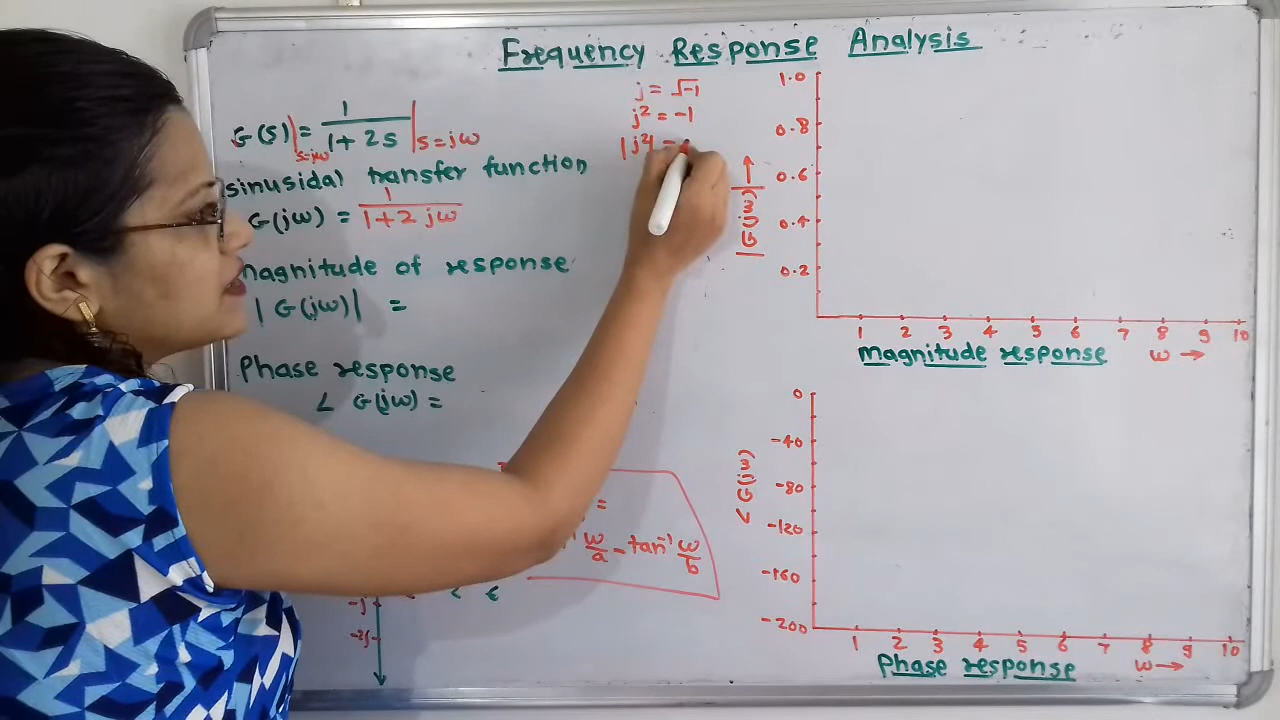 Frequency Response Analysis
G(s)|s=jω = 1/(1+2s) |s=jω
sinusidal transfer function
G(jω) = 1/(1+2jω)
magnitude of response
|G(jω)| =
Phase response
∠ G(jω) =
j = √-1
j² = -1
|j²| =
=
ω/a - tan⁻¹ ω/b
-j
-2j
1.0
0.8
0.6
0.4
0.2
|G(jω)| →
1 2 3 4 5 6 7 8 9 10
Magnitude response ω →
0
-40
-80
-120
-160
-200
∠ G(jω)
1 2 3 4 5 6 7 8 9 10
Phase response ω →